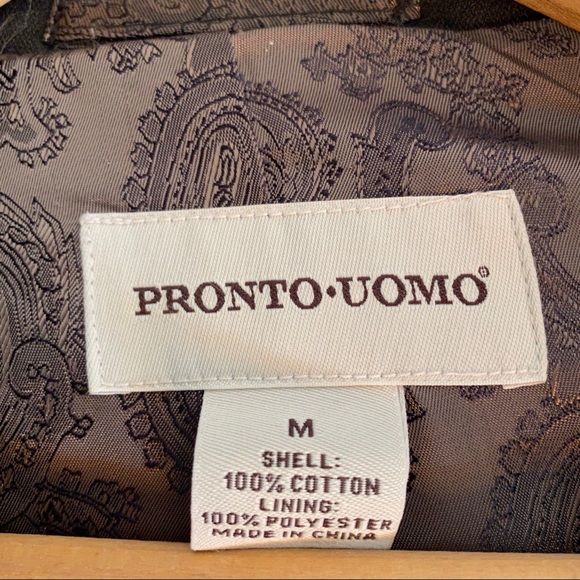 PRONTO•UOMO®
M
SHELL:
100% COTTON
LINING:
100% POLYESTER
MADE IN CHINA